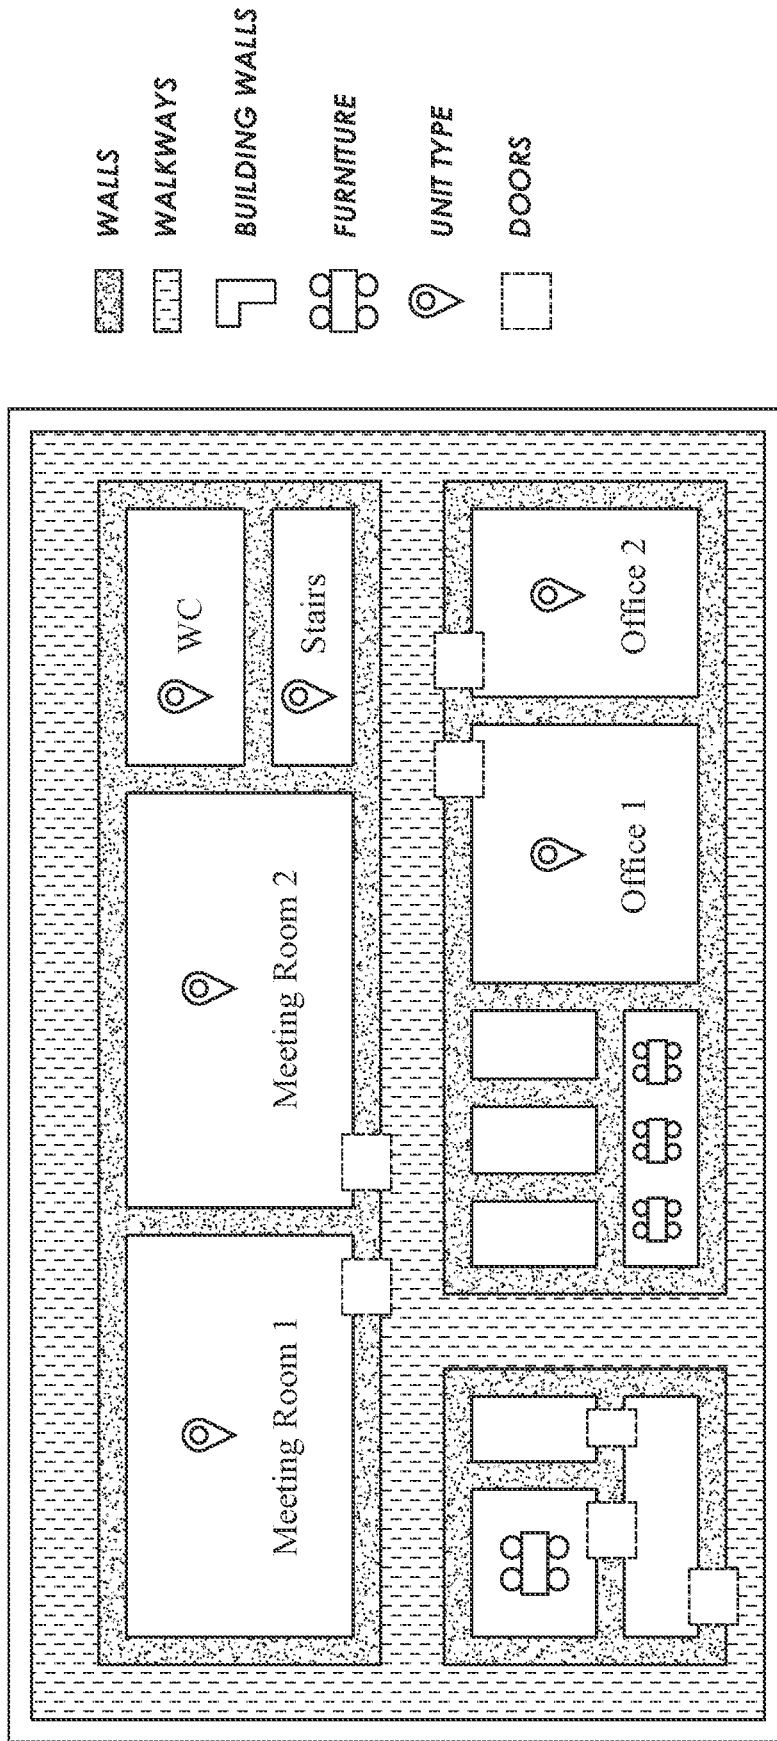 WALLS
WALKWAYS
BUILDING WALLS
FURNITURE
UNIT TYPE
DOORS
Meeting Room 1
Meeting Room 2
WC
Stairs
Office 1
Office 2